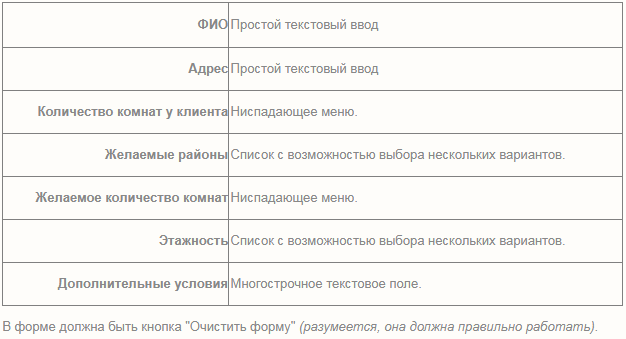 ФИО Простой текстовый ввод
Адрес Простой текстовый ввод
Количество комнат у клиента Ниспадающее меню.
Желаемые районы Список с возможностью выбора нескольких вариантов.
Желаемое количество комнат Ниспадающее меню.
Этажность Список с возможностью выбора нескольких вариантов.
Дополнительные условия Многострочное текстовое поле.
В форме должна быть кнопка "Очистить форму" (разумеется, она должна правильно работать).